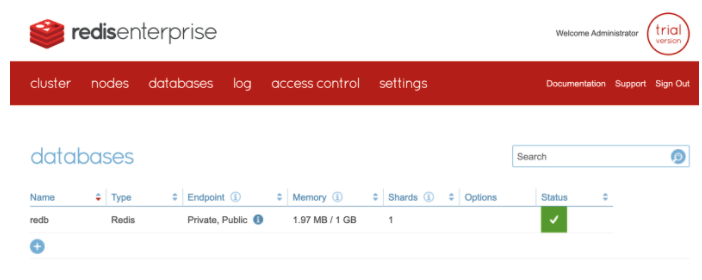 redisenterprise
Welcome Administrator
trial
version
cluster nodes databases log access control settings
Documentation Support Sign Out
databases
Search
Name Type Endpoint Memory Shards Options Status
redb Redis Private, Public 1.97 MB / 1 GB 1